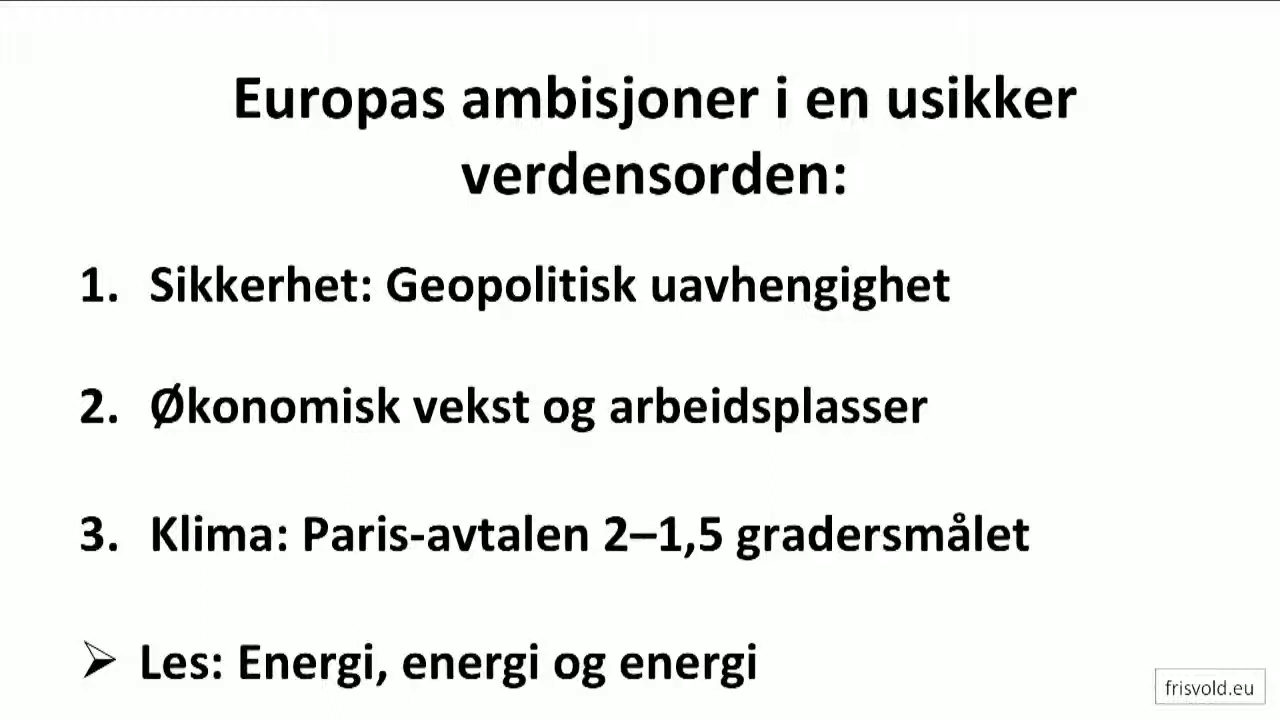 Europas ambisjoner i en usikker
verdensorden:
1. Sikkerhet: Geopolitisk uavhengighet
2. Økonomisk vekst og arbeidsplasser
3. Klima: Paris-avtalen 2–1,5 gradersmålet
➢ Les: Energi, energi og energi
frisvold.eu